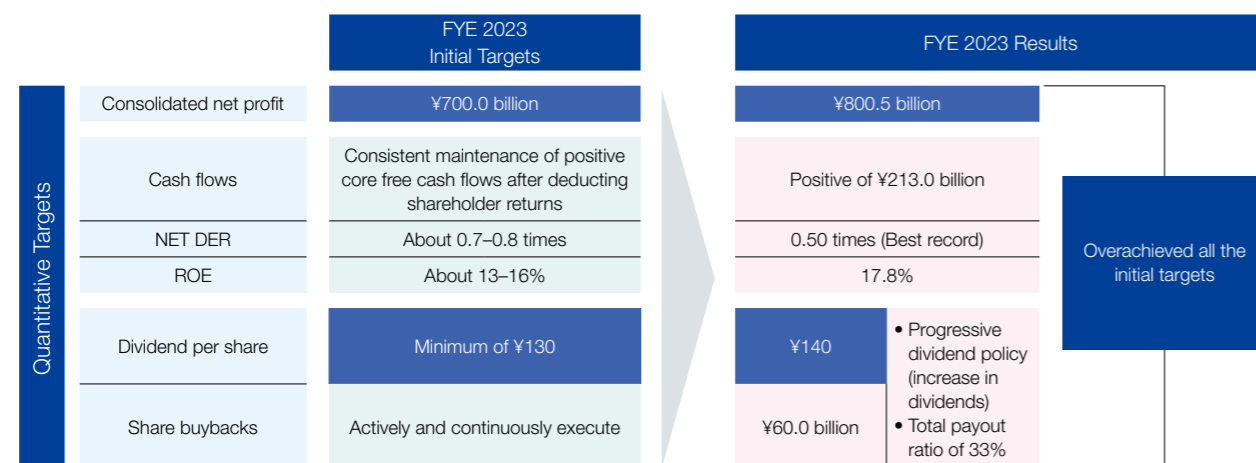 FYE 2023
Initial Targets
FYE 2023 Results
Quantitative Targets
Consolidated net profit
¥700.0 billion
¥800.5 billion
Cash flows
Consistent maintenance of positive
core free cash flows after deducting
shareholder returns
Positive of ¥213.0 billion
NET DER
About 0.7–0.8 times
0.50 times (Best record)
ROE
About 13–16%
17.8%
Overachieved all the
initial targets
Dividend per share
Minimum of ¥130
¥140
• Progressive
dividend policy
(increase in
dividends)
• Total payout
ratio of 33%
Share buybacks
Actively and continuously execute
¥60.0 billion